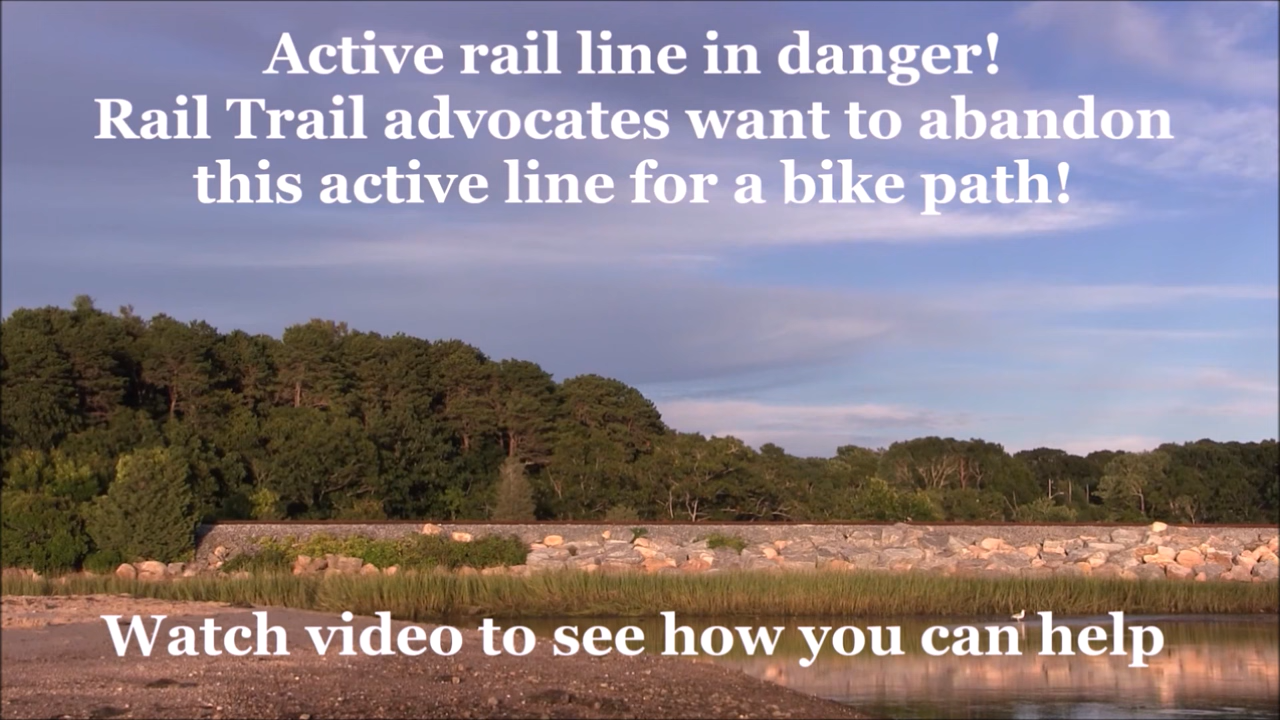 Active rail line in danger!
Rail Trail advocates want to abandon
this active line for a bike path!
Watch video to see how you can help